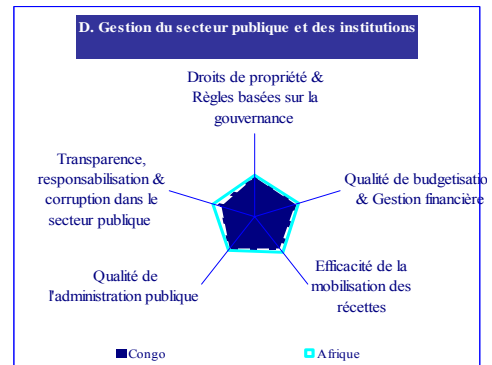 D. Gestion du secteur publique et des institutions
Droits de propriété &
Règles basées sur la
gouvernance
Transparence,
responsabilisation &
corruption dans le
secteur publique
Qualité de budgetisatio
& Gestion financière
Qualité de
l'administration publique
Efficacité de la
mobilisation des
récettes
Congo
Afrique